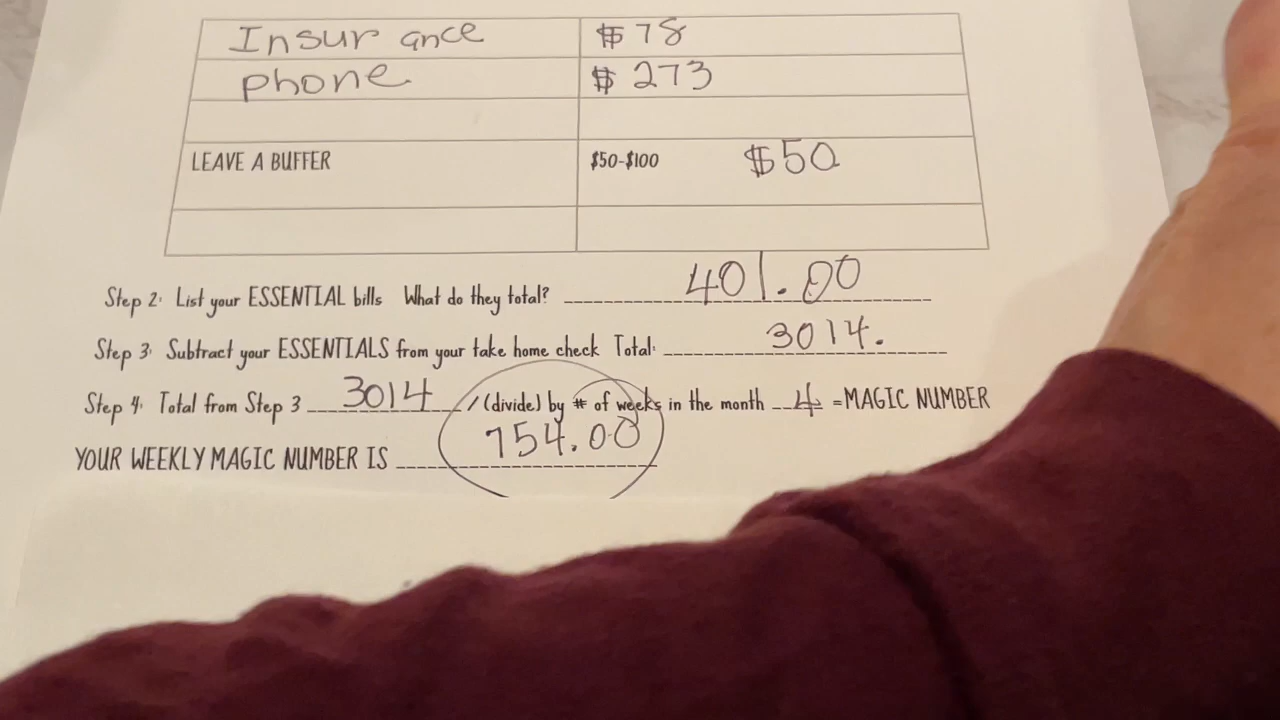 Insurance $78
phone $273
LEAVE A BUFFER $50-$100 $50
Step 2: List your ESSENTIAL bills What do they total? 401.00
Step 3: Subtract your ESSENTIALS from your take home check Total: 3014.
Step 4: Total from Step 3 3014 / (divide) by # of weeks in the month 4 =MAGIC NUMBER
YOUR WEEKLY MAGIC NUMBER IS 754.00